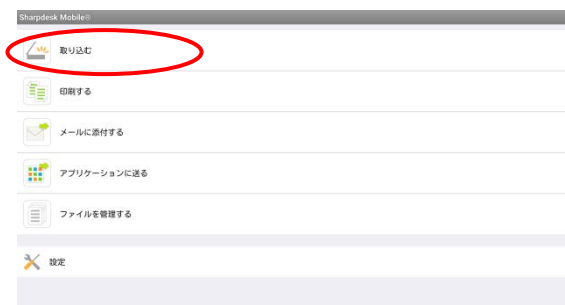 Sharpdesk Mobile®
取り込む
印刷する
メールに添付する
アプリケーションに送る
ファイルを管理する
設定